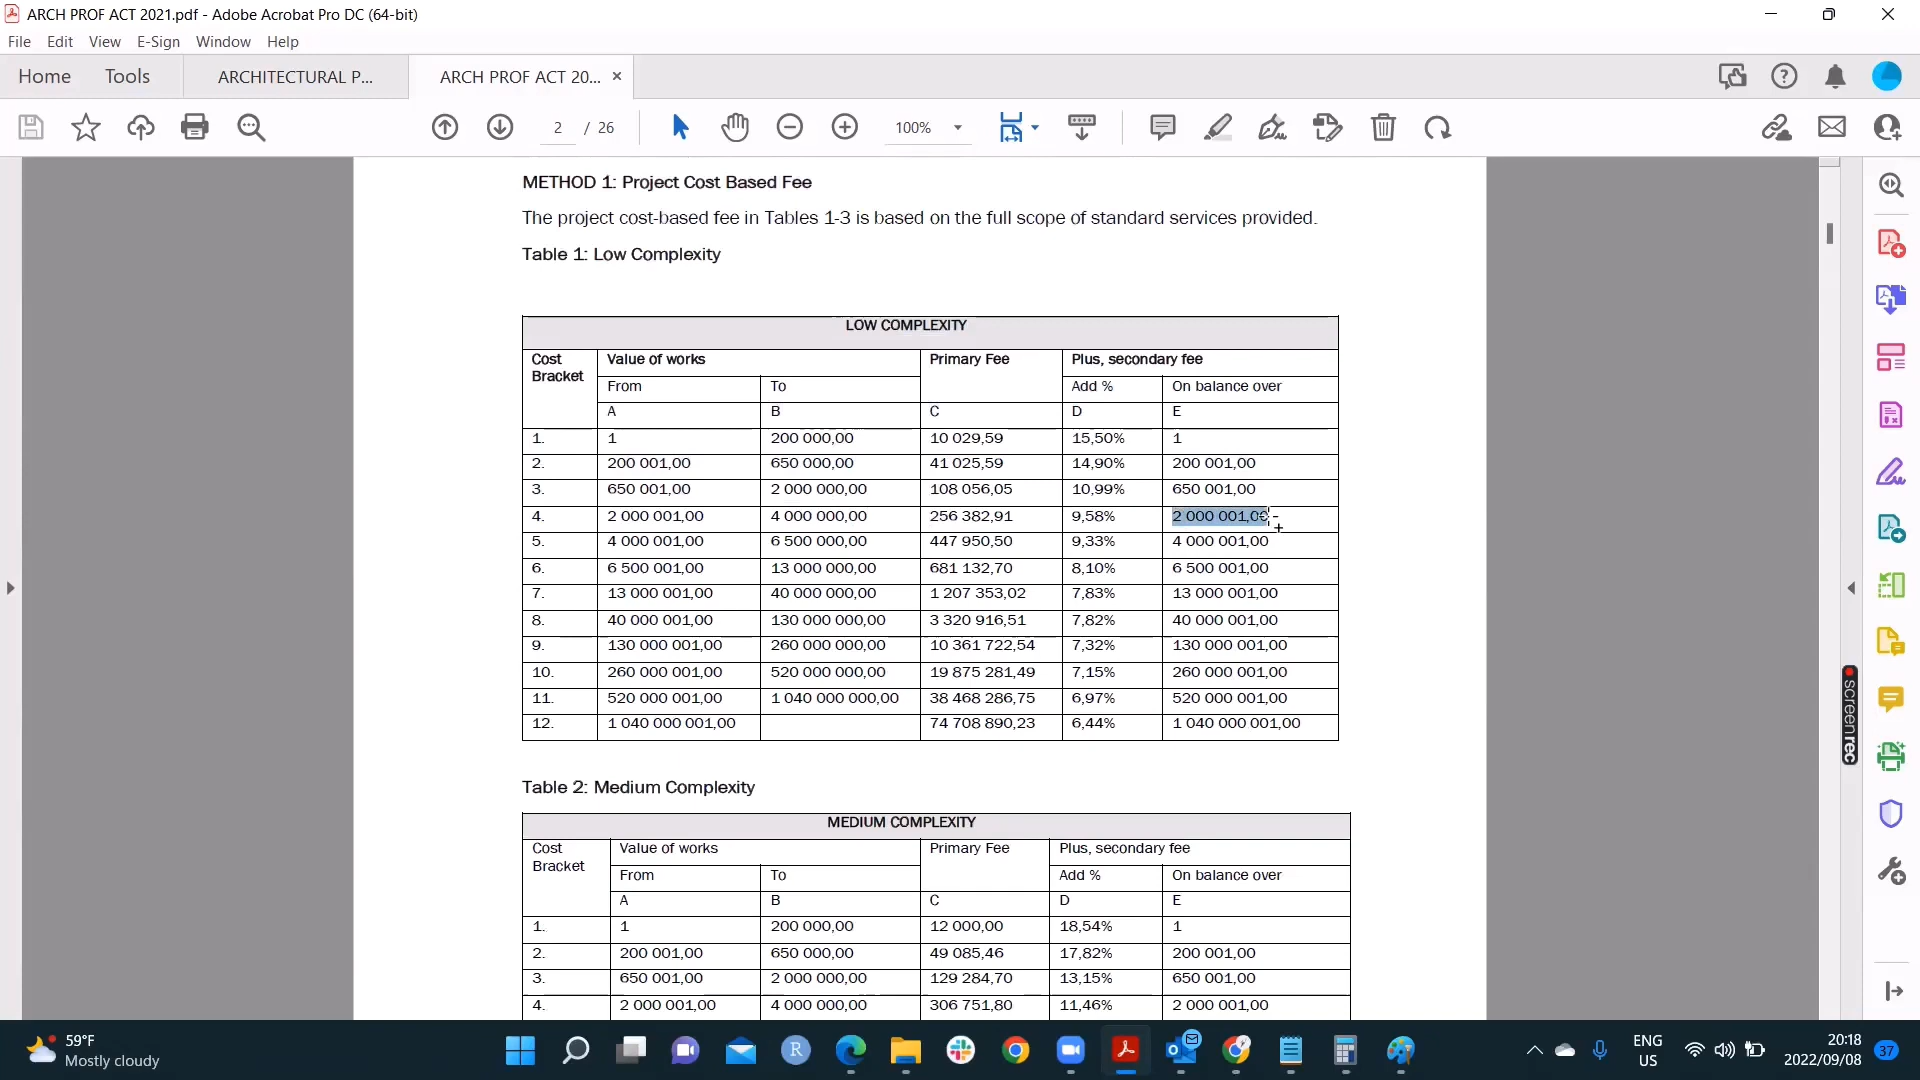 ARCH PROF ACT 2021.pdf - Adobe Acrobat Pro DC (64-bit)
File Edit View E-Sign Window Help
Home Tools ARCHITECTURAL P... ARCH PROF ACT 20... ×
2 / 26 100%
METHOD 1: Project Cost Based Fee
The project cost-based fee in Tables 1-3 is based on the full scope of standard services provided.
Table 1: Low Complexity
LOW COMPLEXITY
Cost Bracket Value of works Primary Fee Plus, secondary fee
From To Add % On balance over
A B C D E
1. 1 200 000,00 10 029,59 15,50% 1
2. 200 001,00 650 000,00 41 025,59 14,90% 200 001,00
3. 650 001,00 2 000 000,00 108 056,05 10,99% 650 001,00
4. 2 000 001,00 4 000 000,00 256 382,91 9,58% 2 000 001,00
5. 4 000 001,00 6 500 000,00 447 950,50 9,33% 4 000 001,00
6. 6 500 001,00 13 000 000,00 681 132,70 8,10% 6 500 001,00
7. 13 000 001,00 40 000 000,00 1 207 353,02 7,83% 13 000 001,00
8. 40 000 001,00 130 000 000,00 3 320 916,51 7,82% 40 000 001,00
9. 130 000 001,00 260 000 000,00 10 361 722,54 7,32% 130 000 001,00
10. 260 000 001,00 520 000 000,00 19 875 281,49 7,15% 260 000 001,00
11. 520 000 001,00 1 040 000 000,00 38 468 286,75 6,97% 520 000 001,00
12. 1 040 000 001,00 74 708 890,23 6,44% 1 040 000 001,00
Table 2: Medium Complexity
MEDIUM COMPLEXITY
Cost Bracket Value of works Primary Fee Plus, secondary fee
From To Add % On balance over
A B C D E
1. 1 200 000,00 12 000,00 18,54% 1
2. 200 001,00 650 000,00 49 085,46 17,82% 200 001,00
3. 650 001,00 2 000 000,00 129 284,70 13,15% 650 001,00
4. 2 000 001,00 4 000 000,00 306 751,80 11,46% 2 000 001,00
screenrec
59°F
Mostly cloudy
R
ENG
US
20:18
2022/09/08
37